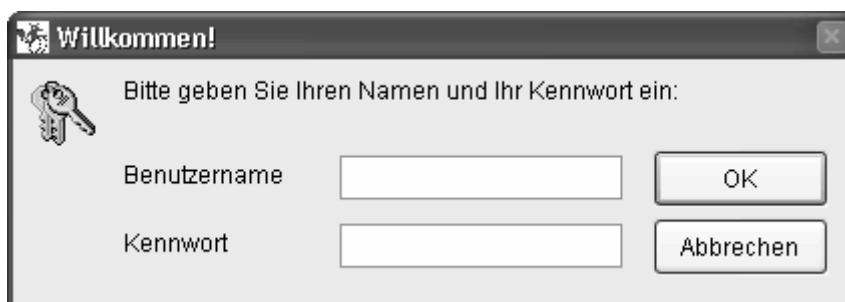 Willkommen!
Bitte geben Sie Ihren Namen und Ihr Kennwort ein:
Benutzername
OK
Kennwort
Abbrechen